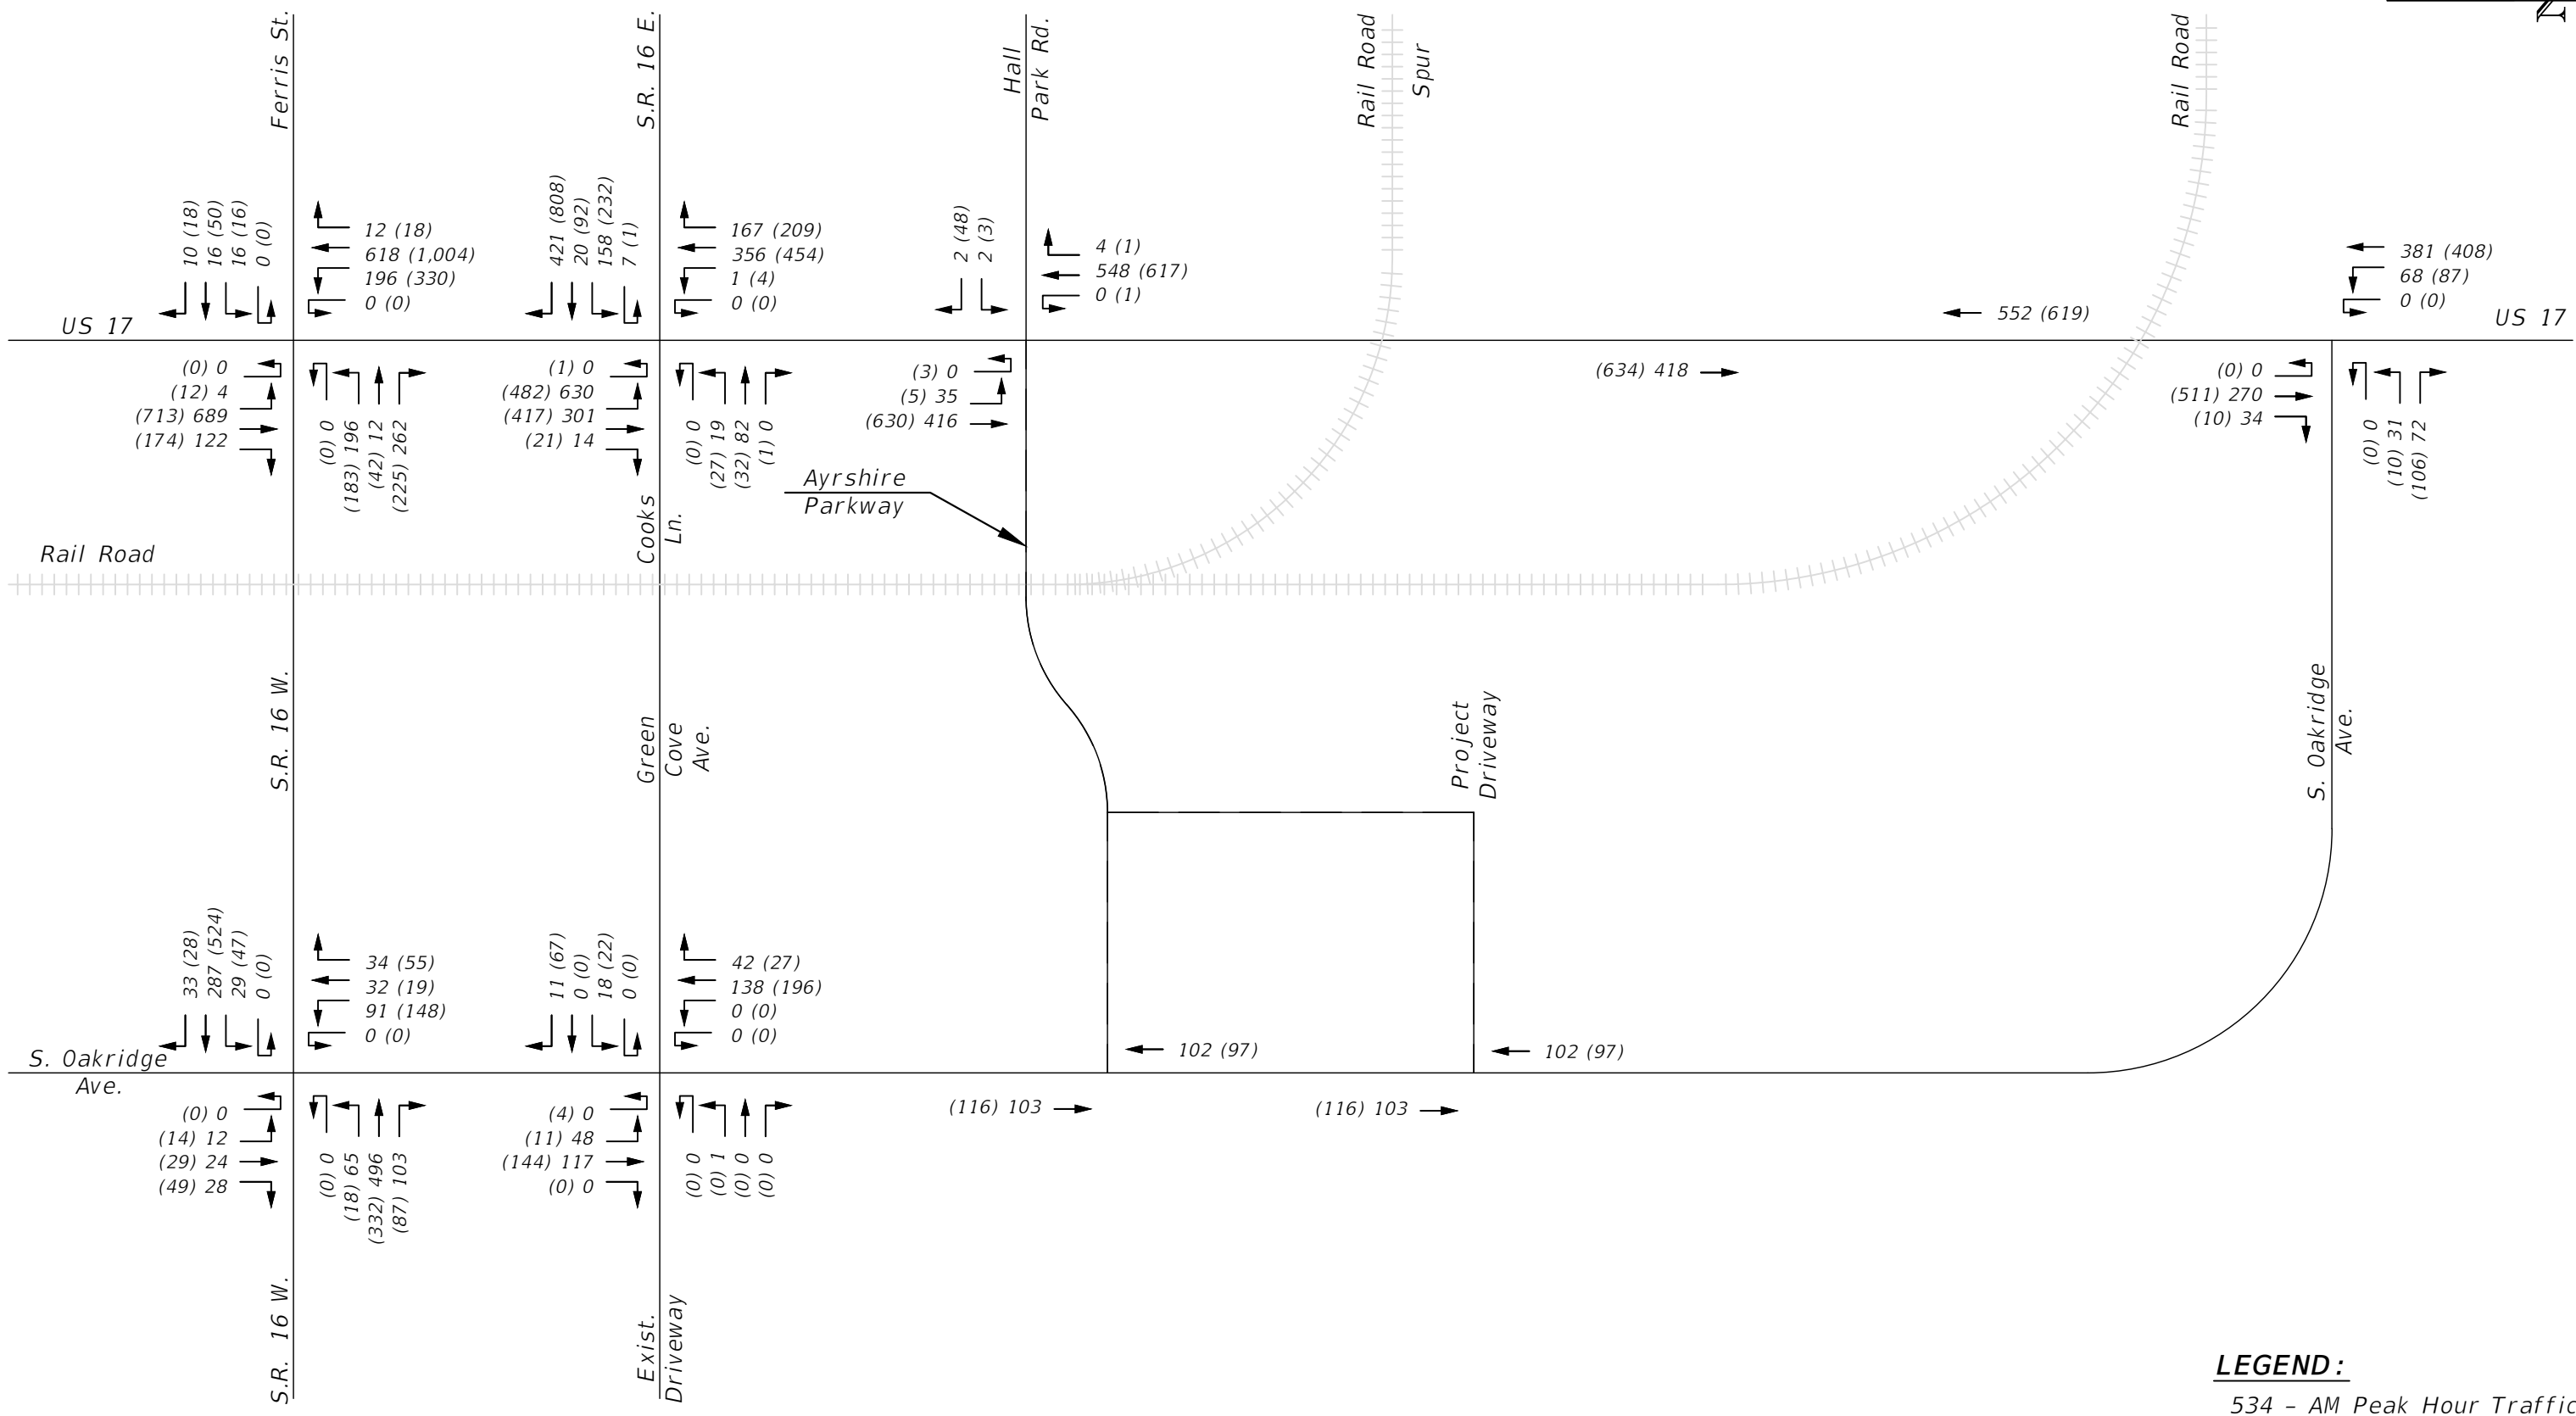 Ferris St.
S.R. 16 E.
Hall
Park Rd.
Rail Road
Spur
Rail Road
N
10 (18)
16 (50)
16 (16)
0 (0)
12 (18)
618 (1,004)
196 (330)
0 (0)
421 (808)
20 (92)
158 (232)
7 (1)
167 (209)
356 (454)
1 (4)
0 (0)
2 (48)
2 (3)
4 (1)
548 (617)
0 (1)
552 (619)
381 (408)
68 (87)
0 (0)
US 17
US 17
(0) 0
(12) 4
(713) 689
(174) 122
(0) 0
(183) 196
(42) 12
(225) 262
(1) 0
(482) 630
(417) 301
(21) 14
(0) 0
(27) 19
(32) 82
(1) 0
(3) 0
(5) 35
(630) 416
(634) 418
(0) 0
(511) 270
(10) 34
(0) 0
(10) 31
(106) 72
Ayrshire
Parkway
Cooks
Ln.
Rail Road
S.R. 16 W.
Green
Cove
Ave.
Project
Driveway
S. Oakridge
Ave.
33 (28)
287 (524)
29 (47)
0 (0)
34 (55)
32 (19)
91 (148)
0 (0)
11 (67)
0 (0)
18 (22)
0 (0)
42 (27)
138 (196)
0 (0)
0 (0)
102 (97)
102 (97)
S. Oakridge
Ave.
(0) 0
(14) 12
(29) 24
(49) 28
(0) 0
(18) 65
(332) 496
(87) 103
(4) 0
(11) 48
(144) 117
(0) 0
(0) 0
(0) 1
(0) 0
(0) 0
(116) 103
(116) 103
S.R. 16 W.
Exist.
Driveway
LEGEND:
534 – AM Peak Hour Traffic